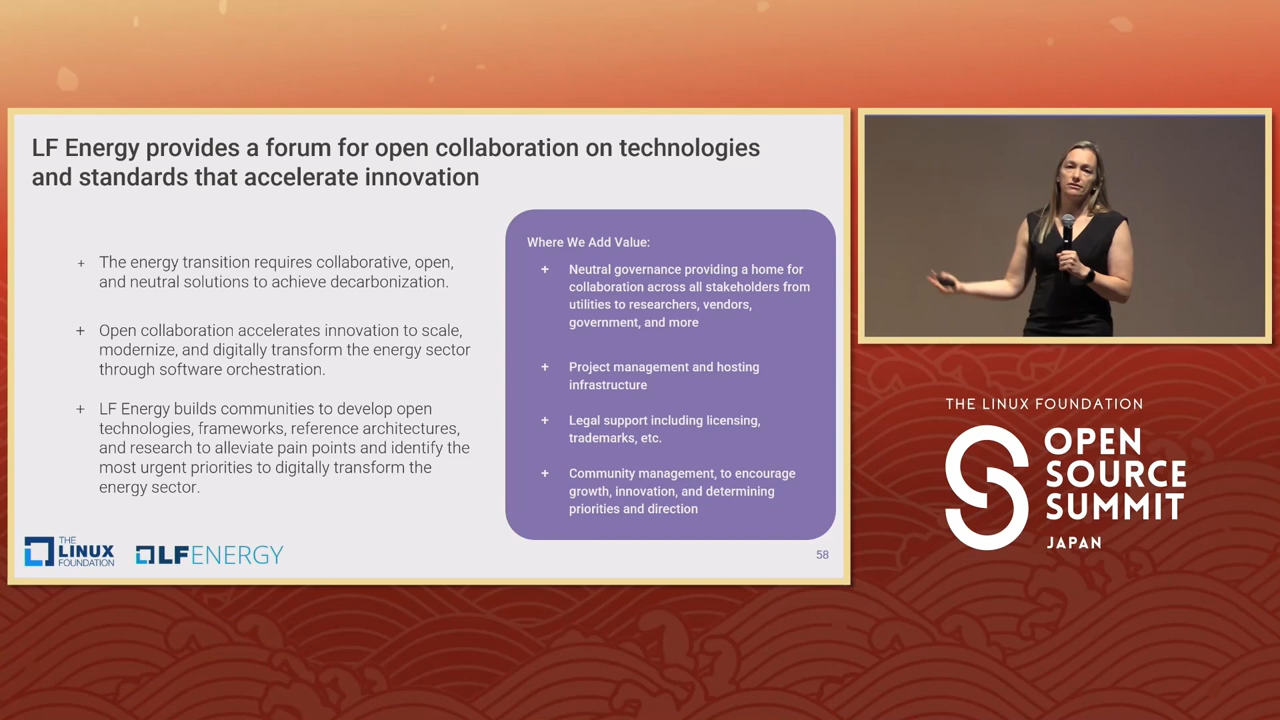 LF Energy provides a forum for open collaboration on technologies
and standards that accelerate innovation
+ The energy transition requires collaborative, open,
and neutral solutions to achieve decarbonization.
+ Open collaboration accelerates innovation to scale,
modernize, and digitally transform the energy sector
through software orchestration.
+ LF Energy builds communities to develop open
technologies, frameworks, reference architectures,
and research to alleviate pain points and identify the
most urgent priorities to digitally transform the
energy sector.
Where We Add Value:
+ Neutral governance providing a home for
collaboration across all stakeholders from
utilities to researchers, vendors,
government, and more
+ Project management and hosting
infrastructure
+ Legal support including licensing,
trademarks, etc.
+ Community management, to encourage
growth, innovation, and determining
priorities and direction
THE
LINUX
FOUNDATION
LFENERGY
58
THE LINUX FOUNDATION
OPEN
SOURCE
SUMMIT
JAPAN